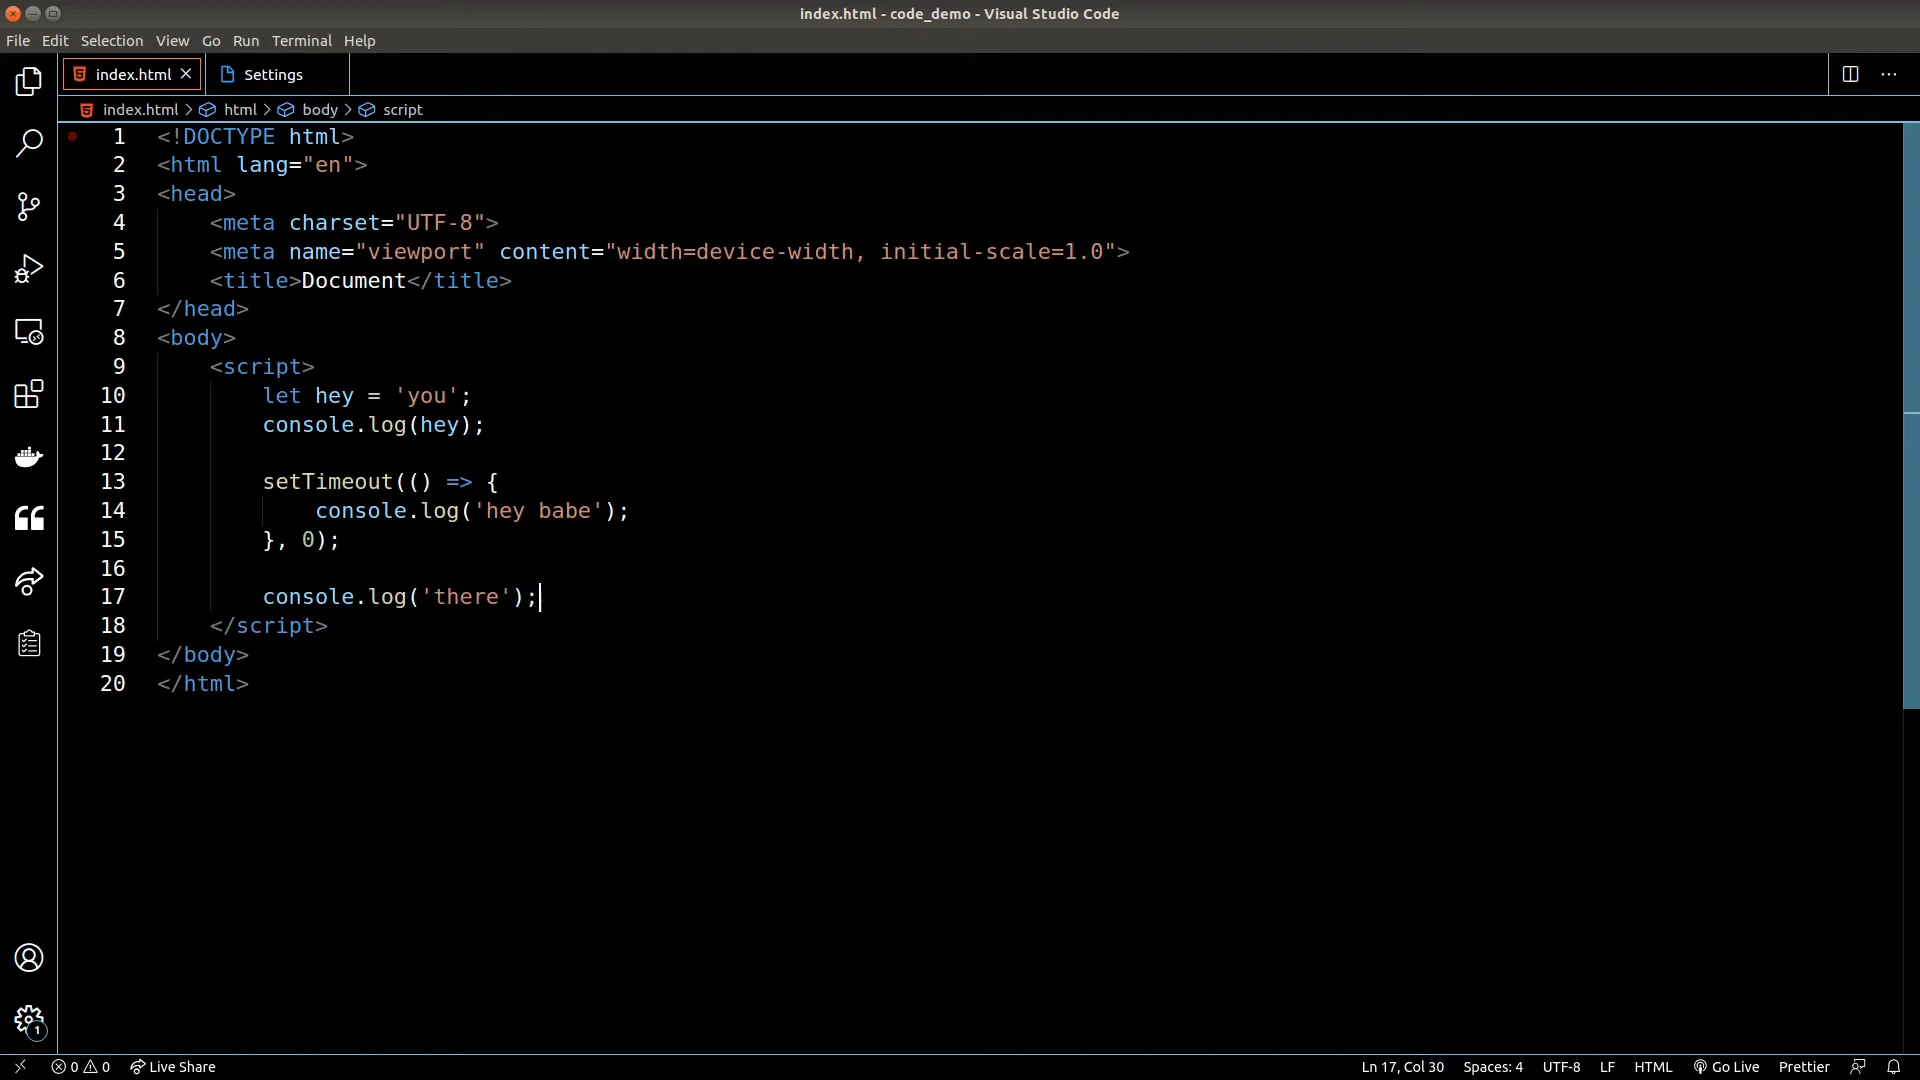 index.html - code_demo - Visual Studio Code
File Edit Selection View Go Run Terminal Help
index.html Settings
index.html > html > body > script
1 <!DOCTYPE html>
2 <html lang="en">
3 <head>
4     <meta charset="UTF-8">
5     <meta name="viewport" content="width=device-width, initial-scale=1.0">
6     <title>Document</title>
7 </head>
8 <body>
9     <script>
10         let hey = 'you';
11         console.log(hey);
12
13         setTimeout(() => {
14             console.log('hey babe');
15         }, 0);
16
17         console.log('there');
18     </script>
19 </body>
20 </html>
1
0 0 Live Share Ln 17, Col 30 Spaces: 4 UTF-8 LF HTML Go Live Prettier